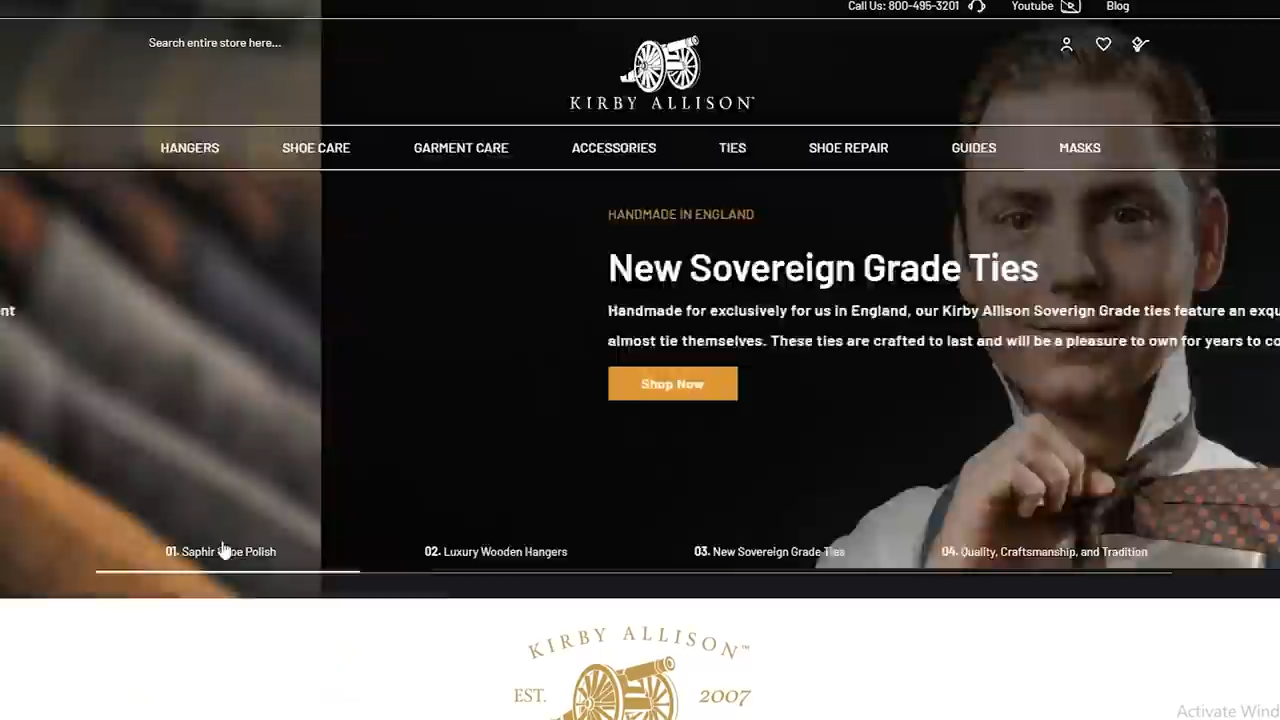 Call Us: 800-495-3201 Youtube Blog
Search entire store here...
KIRBY ALLISON™
HANGERS SHOE CARE GARMENT CARE ACCESSORIES TIES SHOE REPAIR GUIDES MASKS
HANDMADE IN ENGLAND
New Sovereign Grade Ties
nt
Handmade for exclusively for us in England, our Kirby Allison Soverign Grade ties feature an exqu
almost tie themselves. These ties are crafted to last and will be a pleasure to own for years to co
Shop Now
01. Saphir Shoe Polish 02. Luxury Wooden Hangers 03. New Sovereign Grade Ties 04. Quality, Craftsmanship, and Tradition
KIRBY ALLISON™
EST. 2007
Activate Wind